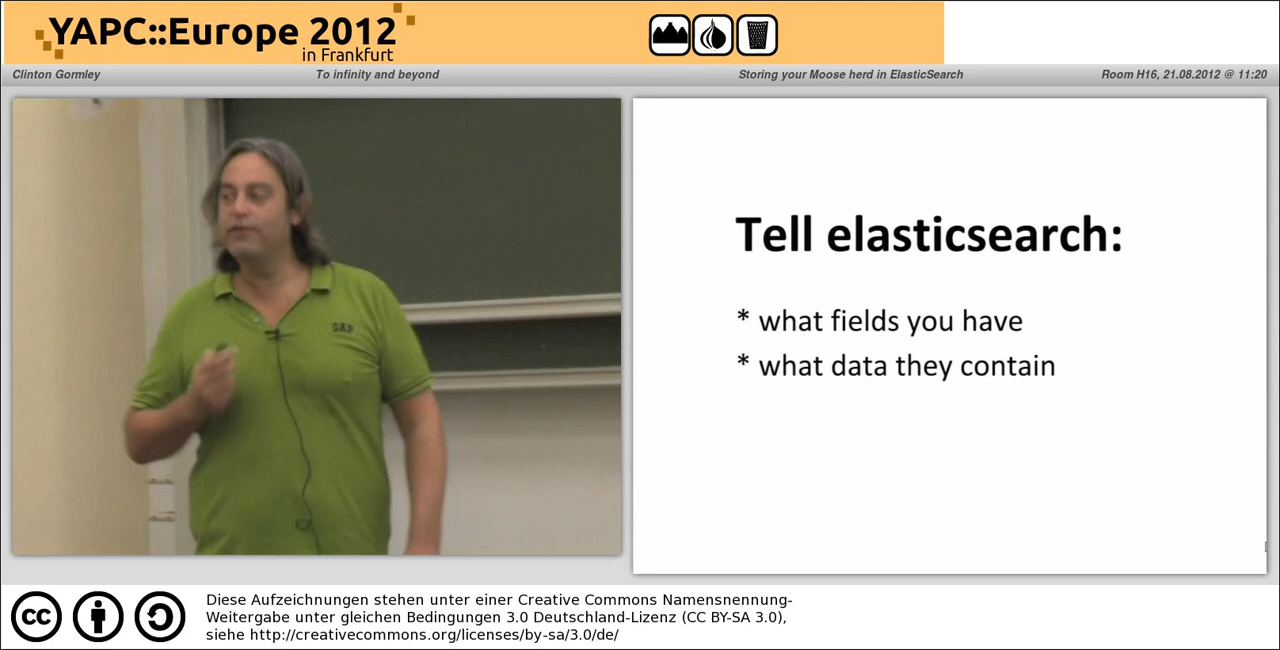 YAPC::Europe 2012
in Frankfurt
Clinton Gormley To infinity and beyond Storing your Moose herd in ElasticSearch Room H16, 21.08.2012 @ 11:20
GAP
Tell elasticsearch:
* what fields you have
* what data they contain
cc
Diese Aufzeichnungen stehen unter einer Creative Commons Namensnennung-
Weitergabe unter gleichen Bedingungen 3.0 Deutschland-Lizenz (CC BY-SA 3.0),
siehe http://creativecommons.org/licenses/by-sa/3.0/de/